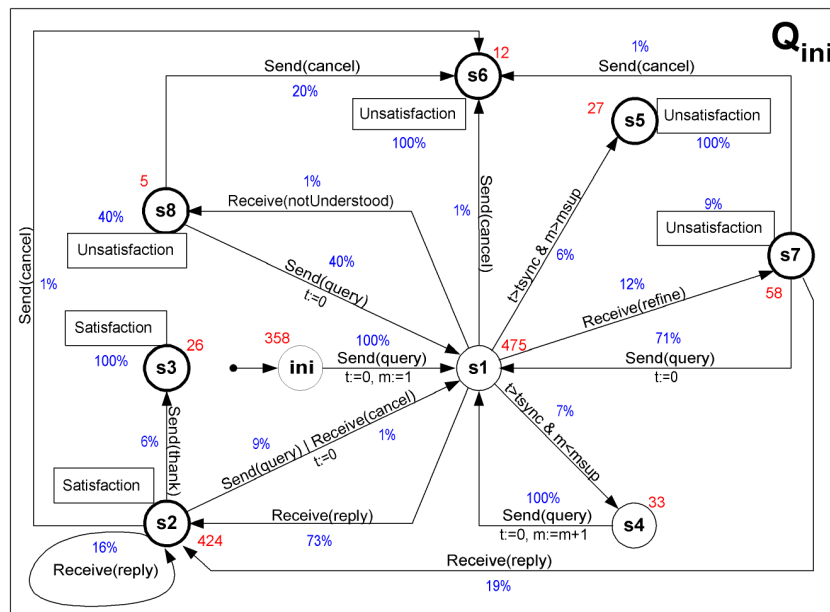 Q ini
12
1%
Send(cancel)
s6
Send(cancel)
20%
Unsatisfaction
100%
27
s5
Unsatisfaction
100%
5
1%
Receive(notUnderstood)
s8
40%
Unsatisfaction
Send(cancel)
1%
t>tsync & m>msup
6%
9%
Unsatisfaction
s7
58
Send(cancel)
1%
40%
Send(query)
t:=0
12%
Receive(refine)
Satisfaction
100%
s3
26
358
ini
100%
Send(query)
t:=0, m:=1
s1
475
71%
Send(query)
t:=0
Send(thank)
6%
9%
Send(query) | Receive(cancel)
t:=0
1%
t>tsync & m<msup
7%
Satisfaction
s2
424
Receive(reply)
73%
100%
Send(query)
t:=0, m:=m+1
s4
33
16%
Receive(reply)
Receive(reply)
19%